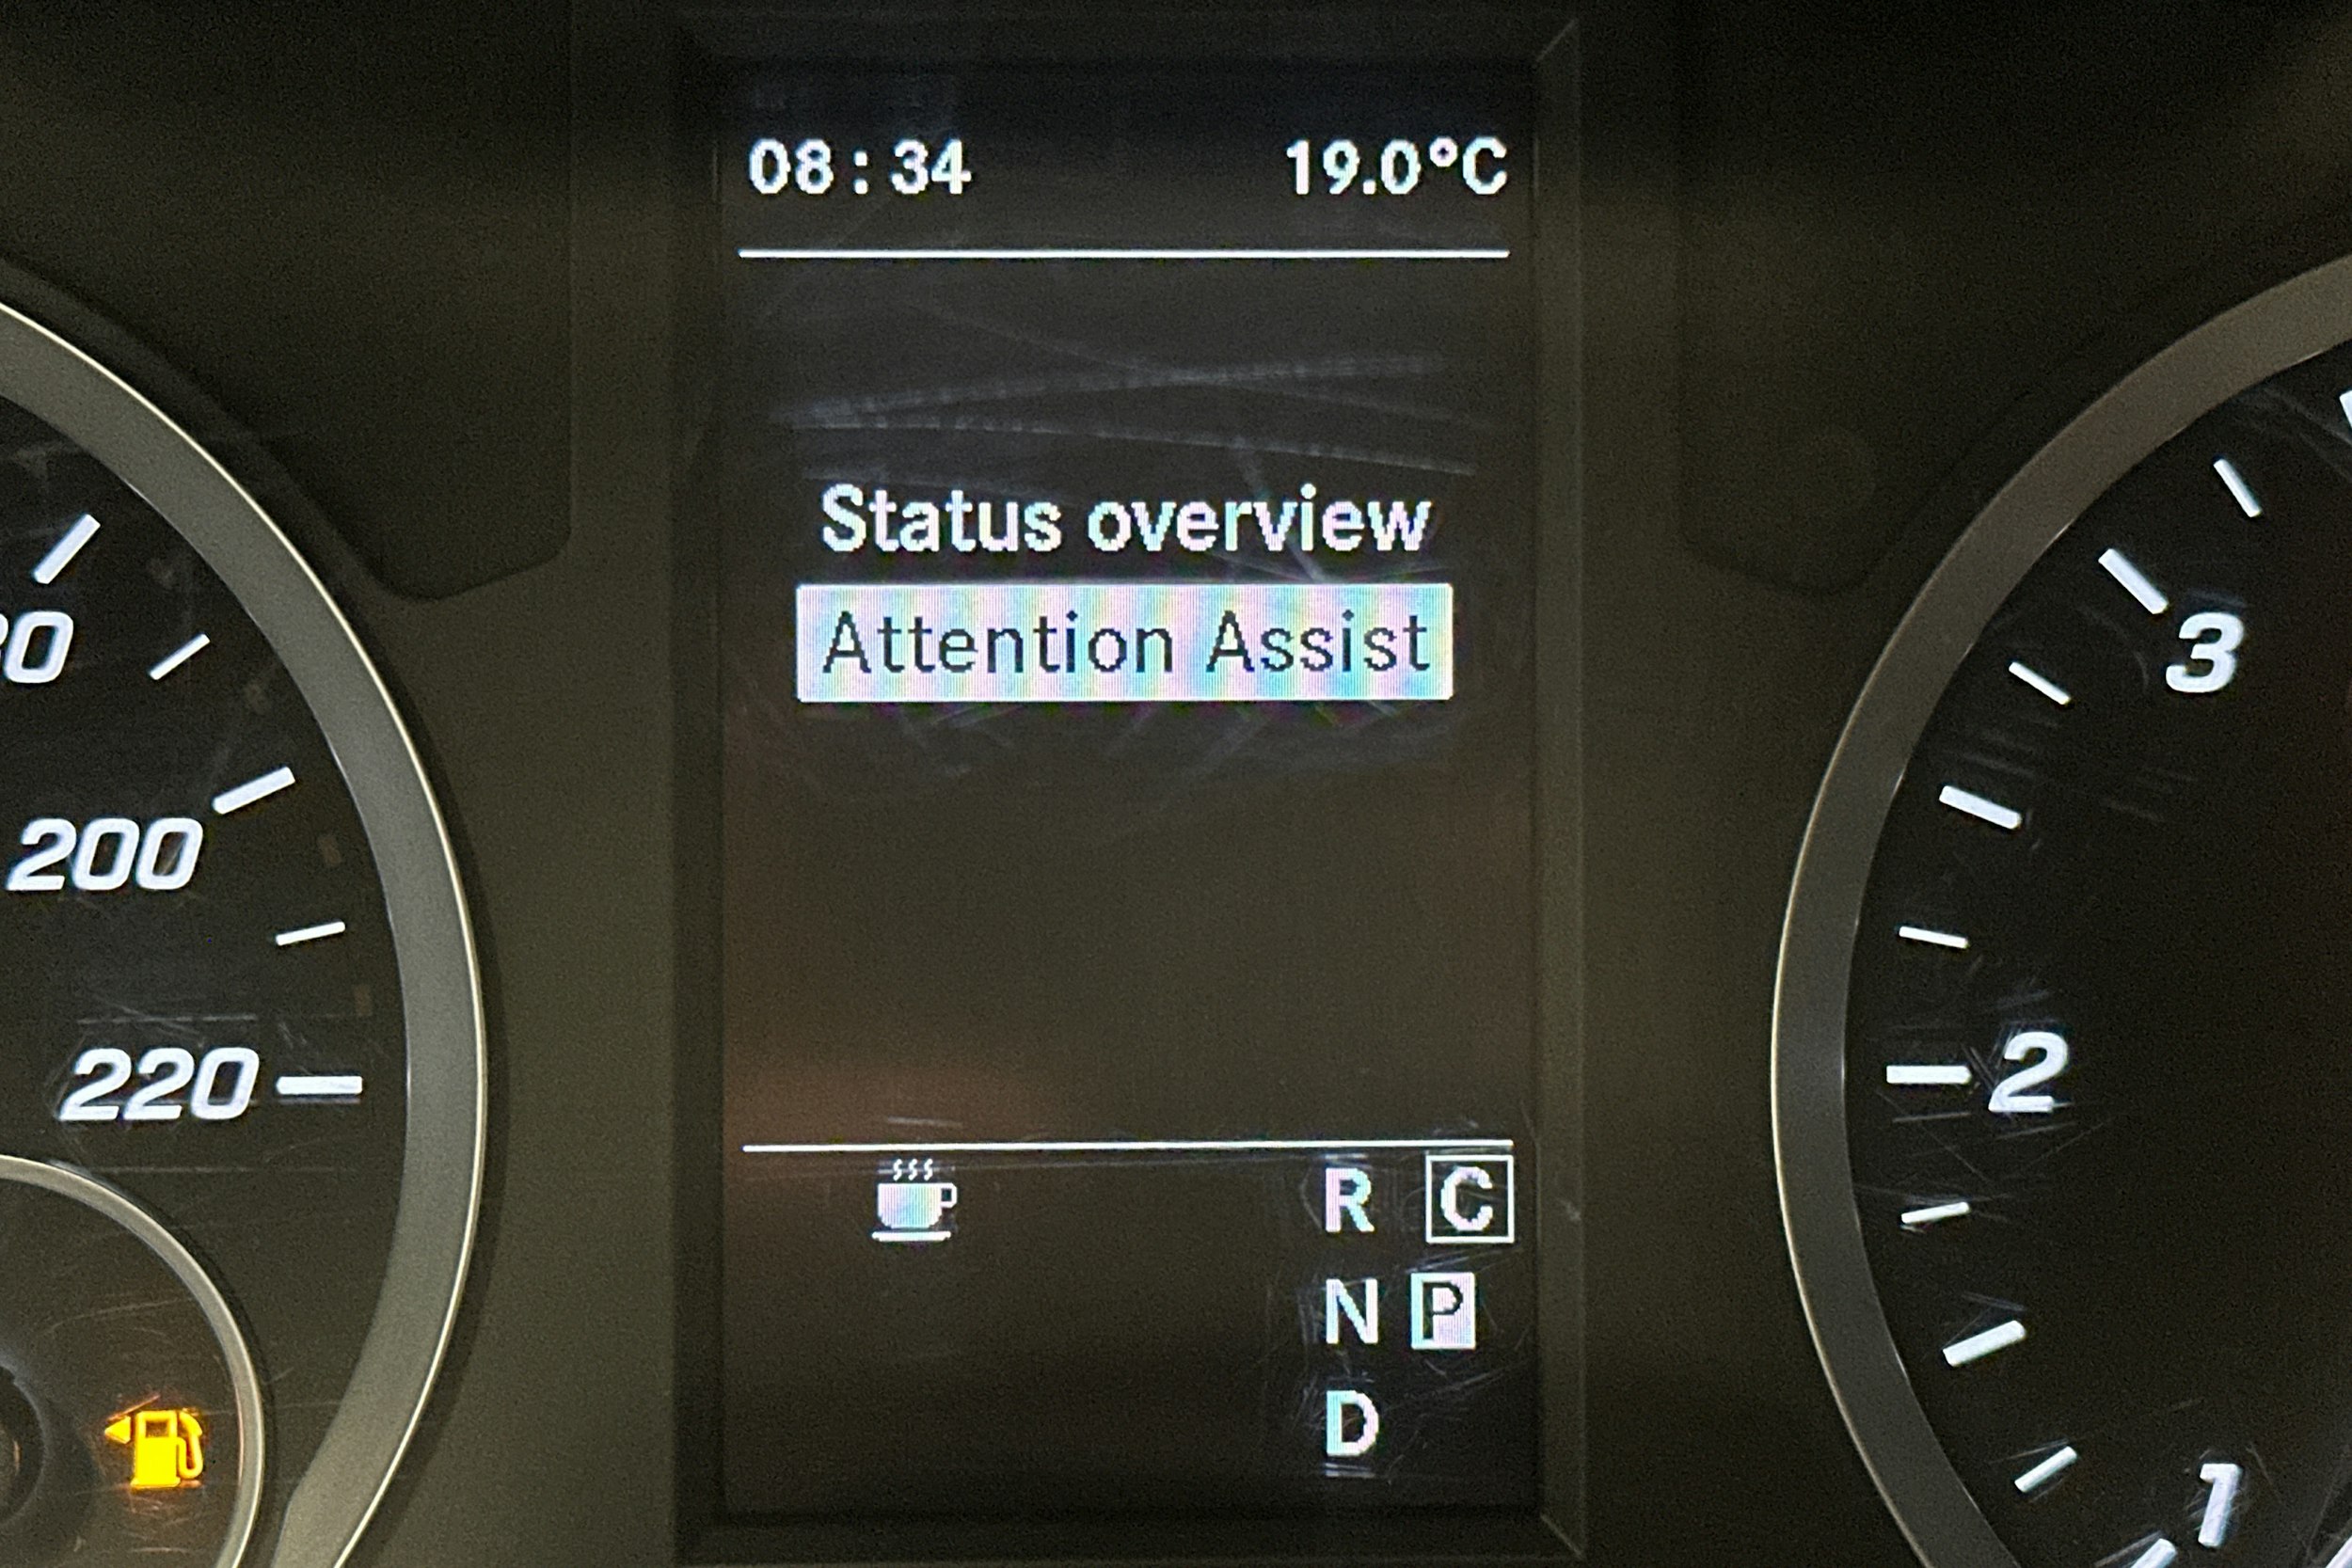 08:34 19.0°C
Status overview
Attention Assist
R C
N P
D
200
220
3
2
1